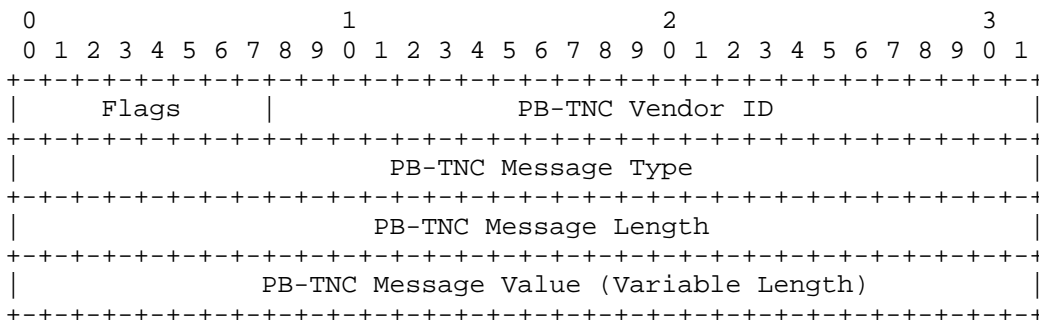 0                   1                   2                   3
 0 1 2 3 4 5 6 7 8 9 0 1 2 3 4 5 6 7 8 9 0 1 2 3 4 5 6 7 8 9 0 1
+-+-+-+-+-+-+-+-+-+-+-+-+-+-+-+-+-+-+-+-+-+-+-+-+-+-+-+-+-+-+-+-+
|     Flags     |               PB-TNC Vendor ID                |
+-+-+-+-+-+-+-+-+-+-+-+-+-+-+-+-+-+-+-+-+-+-+-+-+-+-+-+-+-+-+-+-+
|                       PB-TNC Message Type                     |
+-+-+-+-+-+-+-+-+-+-+-+-+-+-+-+-+-+-+-+-+-+-+-+-+-+-+-+-+-+-+-+-+
|                      PB-TNC Message Length                    |
+-+-+-+-+-+-+-+-+-+-+-+-+-+-+-+-+-+-+-+-+-+-+-+-+-+-+-+-+-+-+-+-+
|               PB-TNC Message Value (Variable Length)          |
+-+-+-+-+-+-+-+-+-+-+-+-+-+-+-+-+-+-+-+-+-+-+-+-+-+-+-+-+-+-+-+-+